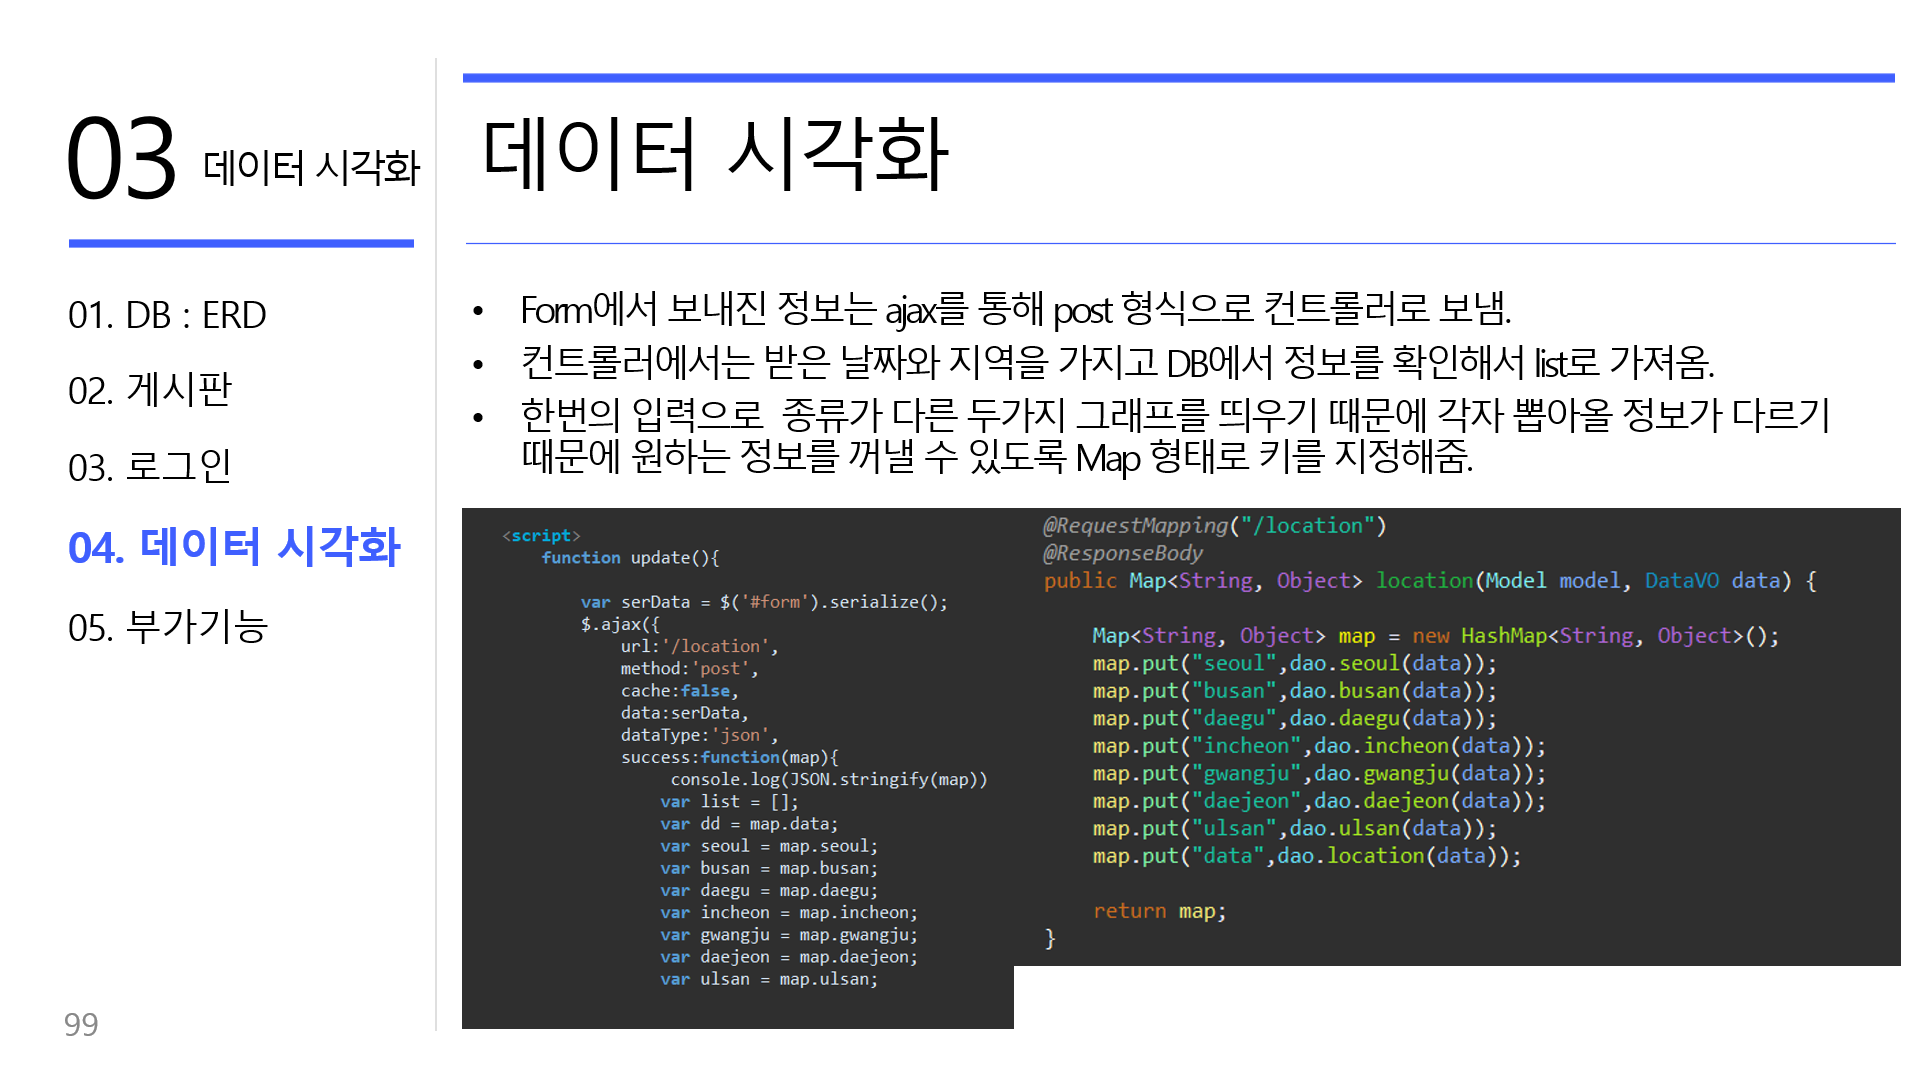 03 데이터 시각화
01. DB : ERD
02. 게시판
03. 로그인
04. 데이터 시각화
05. 부가기능
99
데이터 시각화
• Form에서 보내진 정보는 ajax를 통해 post 형식으로 컨트롤러로 보냄.
• 컨트롤러에서는 받은 날짜와 지역을 가지고 DB에서 정보를 확인해서 list로 가져옴.
• 한번의 입력으로  종류가 다른 두가지 그래프를 띄우기 때문에 각자 뽑아올 정보가 다르기
때문에 원하는 정보를 꺼낼 수 있도록 Map 형태로 키를 지정해줌.
<script>
function update(){
var serData = $('#form').serialize();
$.ajax({
url:'/location',
method:'post',
cache:false,
data:serData,
dataType:'json',
success:function(map){
console.log(JSON.stringify(map))
var list = [];
var dd = map.data;
var seoul = map.seoul;
var busan = map.busan;
var daegu = map.daegu;
var incheon = map.incheon;
var gwangju = map.gwangju;
var daejeon = map.daejeon;
var ulsan = map.ulsan;
@RequestMapping("/location")
@ResponseBody
public Map<String, Object> location(Model model, DataVO data) {
Map<String, Object> map = new HashMap<String, Object>();
map.put("seoul",dao.seoul(data));
map.put("busan",dao.busan(data));
map.put("daegu",dao.daegu(data));
map.put("incheon",dao.incheon(data));
map.put("gwangju",dao.gwangju(data));
map.put("daejeon",dao.daejeon(data));
map.put("ulsan",dao.ulsan(data));
map.put("data",dao.location(data));
return map;
}